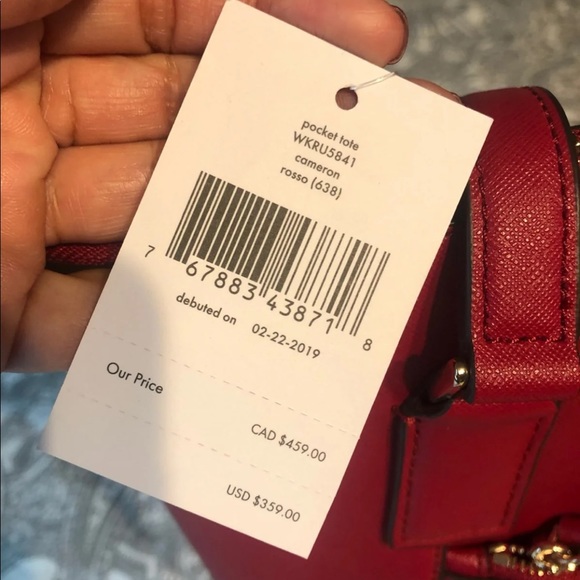 pocket tote
WKRU5841
cameron
rosso (638)
7 67883 43871 8
debuted on 02-22-2019
Our Price
CAD $459.00
USD $359.00